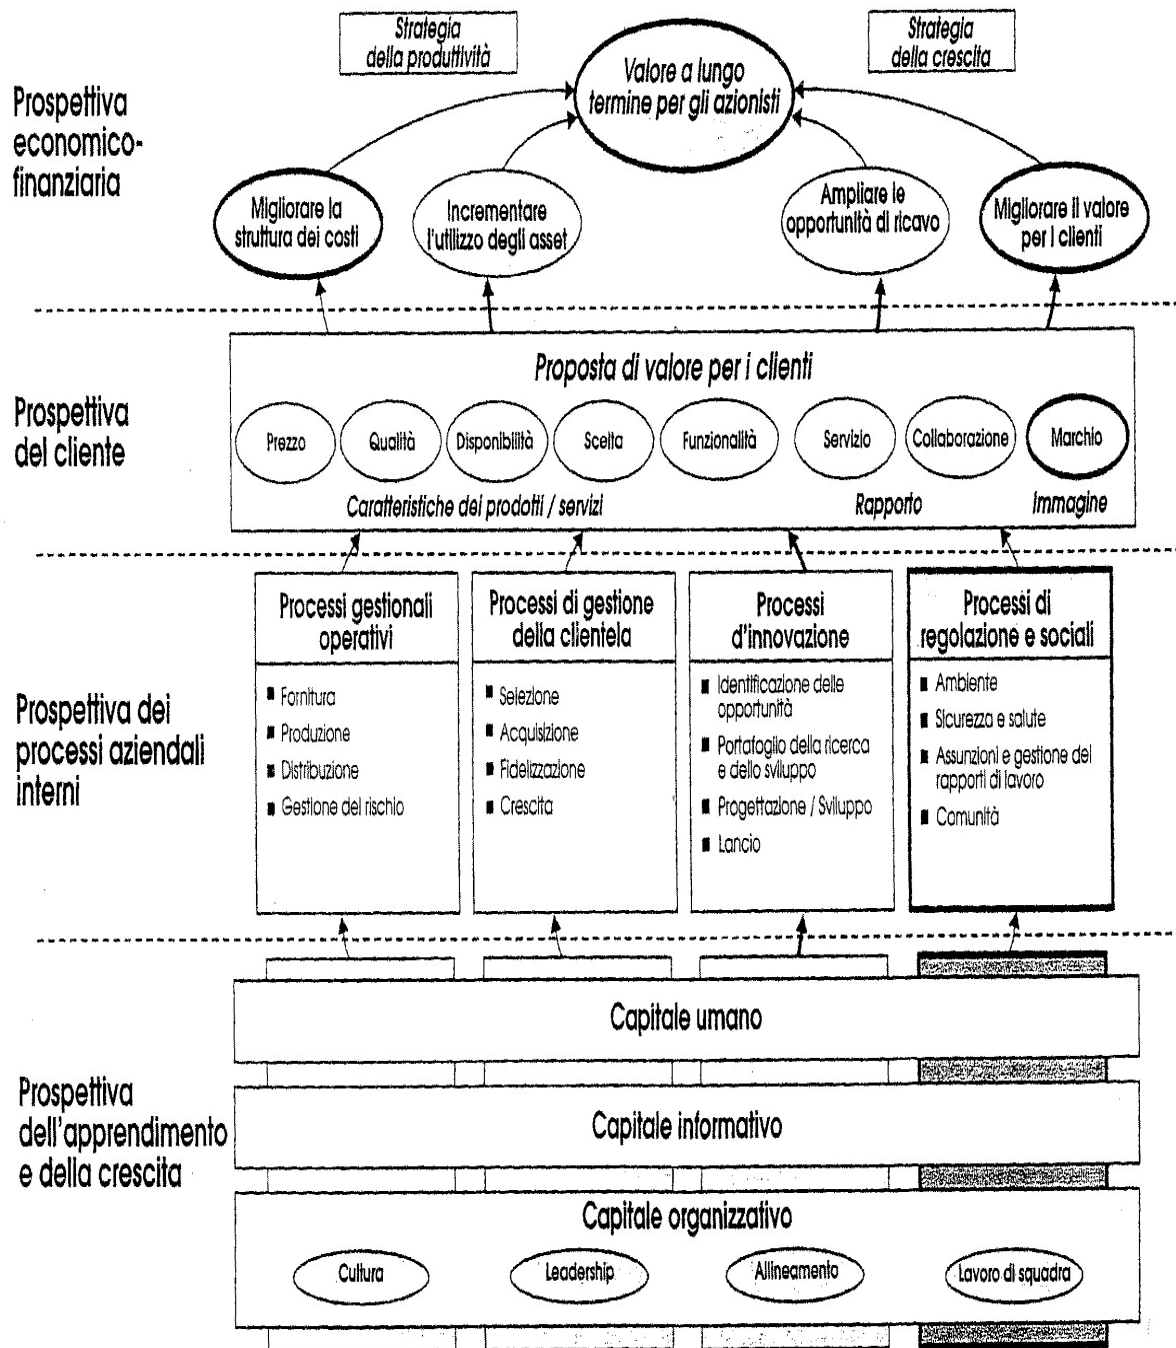 Strategia
della produttività
Strategia
della crescita
Valore a lungo
termine per gli azionisti
Prospettiva
economico-
finanziaria
Migliorare la
struttura dei costi
Incrementare
l'utilizzo degli asset
Ampliare le
opportunità di ricavo
Migliorare il valore
per i clienti
Proposta di valore per i clienti
Prospettiva
del cliente
Prezzo
Qualità
Disponibilità
Scelta
Funzionalità
Servizio
Collaborazione
Marchio
Caratteristiche dei prodotti / servizi
Rapporto
Immagine
Prospettiva dei
processi aziendali
interni
Processi gestionali
operativi
■ Fornitura
■ Produzione
■ Distribuzione
■ Gestione del rischio
Processi di gestione
della clientela
■ Selezione
■ Acquisizione
■ Fidelizzazione
■ Crescita
Processi
d'innovazione
■ Identificazione delle
opportunità
■ Portafoglio della ricerca
e dello sviluppo
■ Progettazione / Sviluppo
■ Lancio
Processi di
regolazione e sociali
■ Ambiente
■ Sicurezza e salute
■ Assunzioni e gestione dei
rapporti di lavoro
■ Comunità
Prospettiva
dell'apprendimento
e della crescita
Capitale umano
Capitale informativo
Capitale organizzativo
Cultura
Leadership
Allineamento
Lavoro di squadra